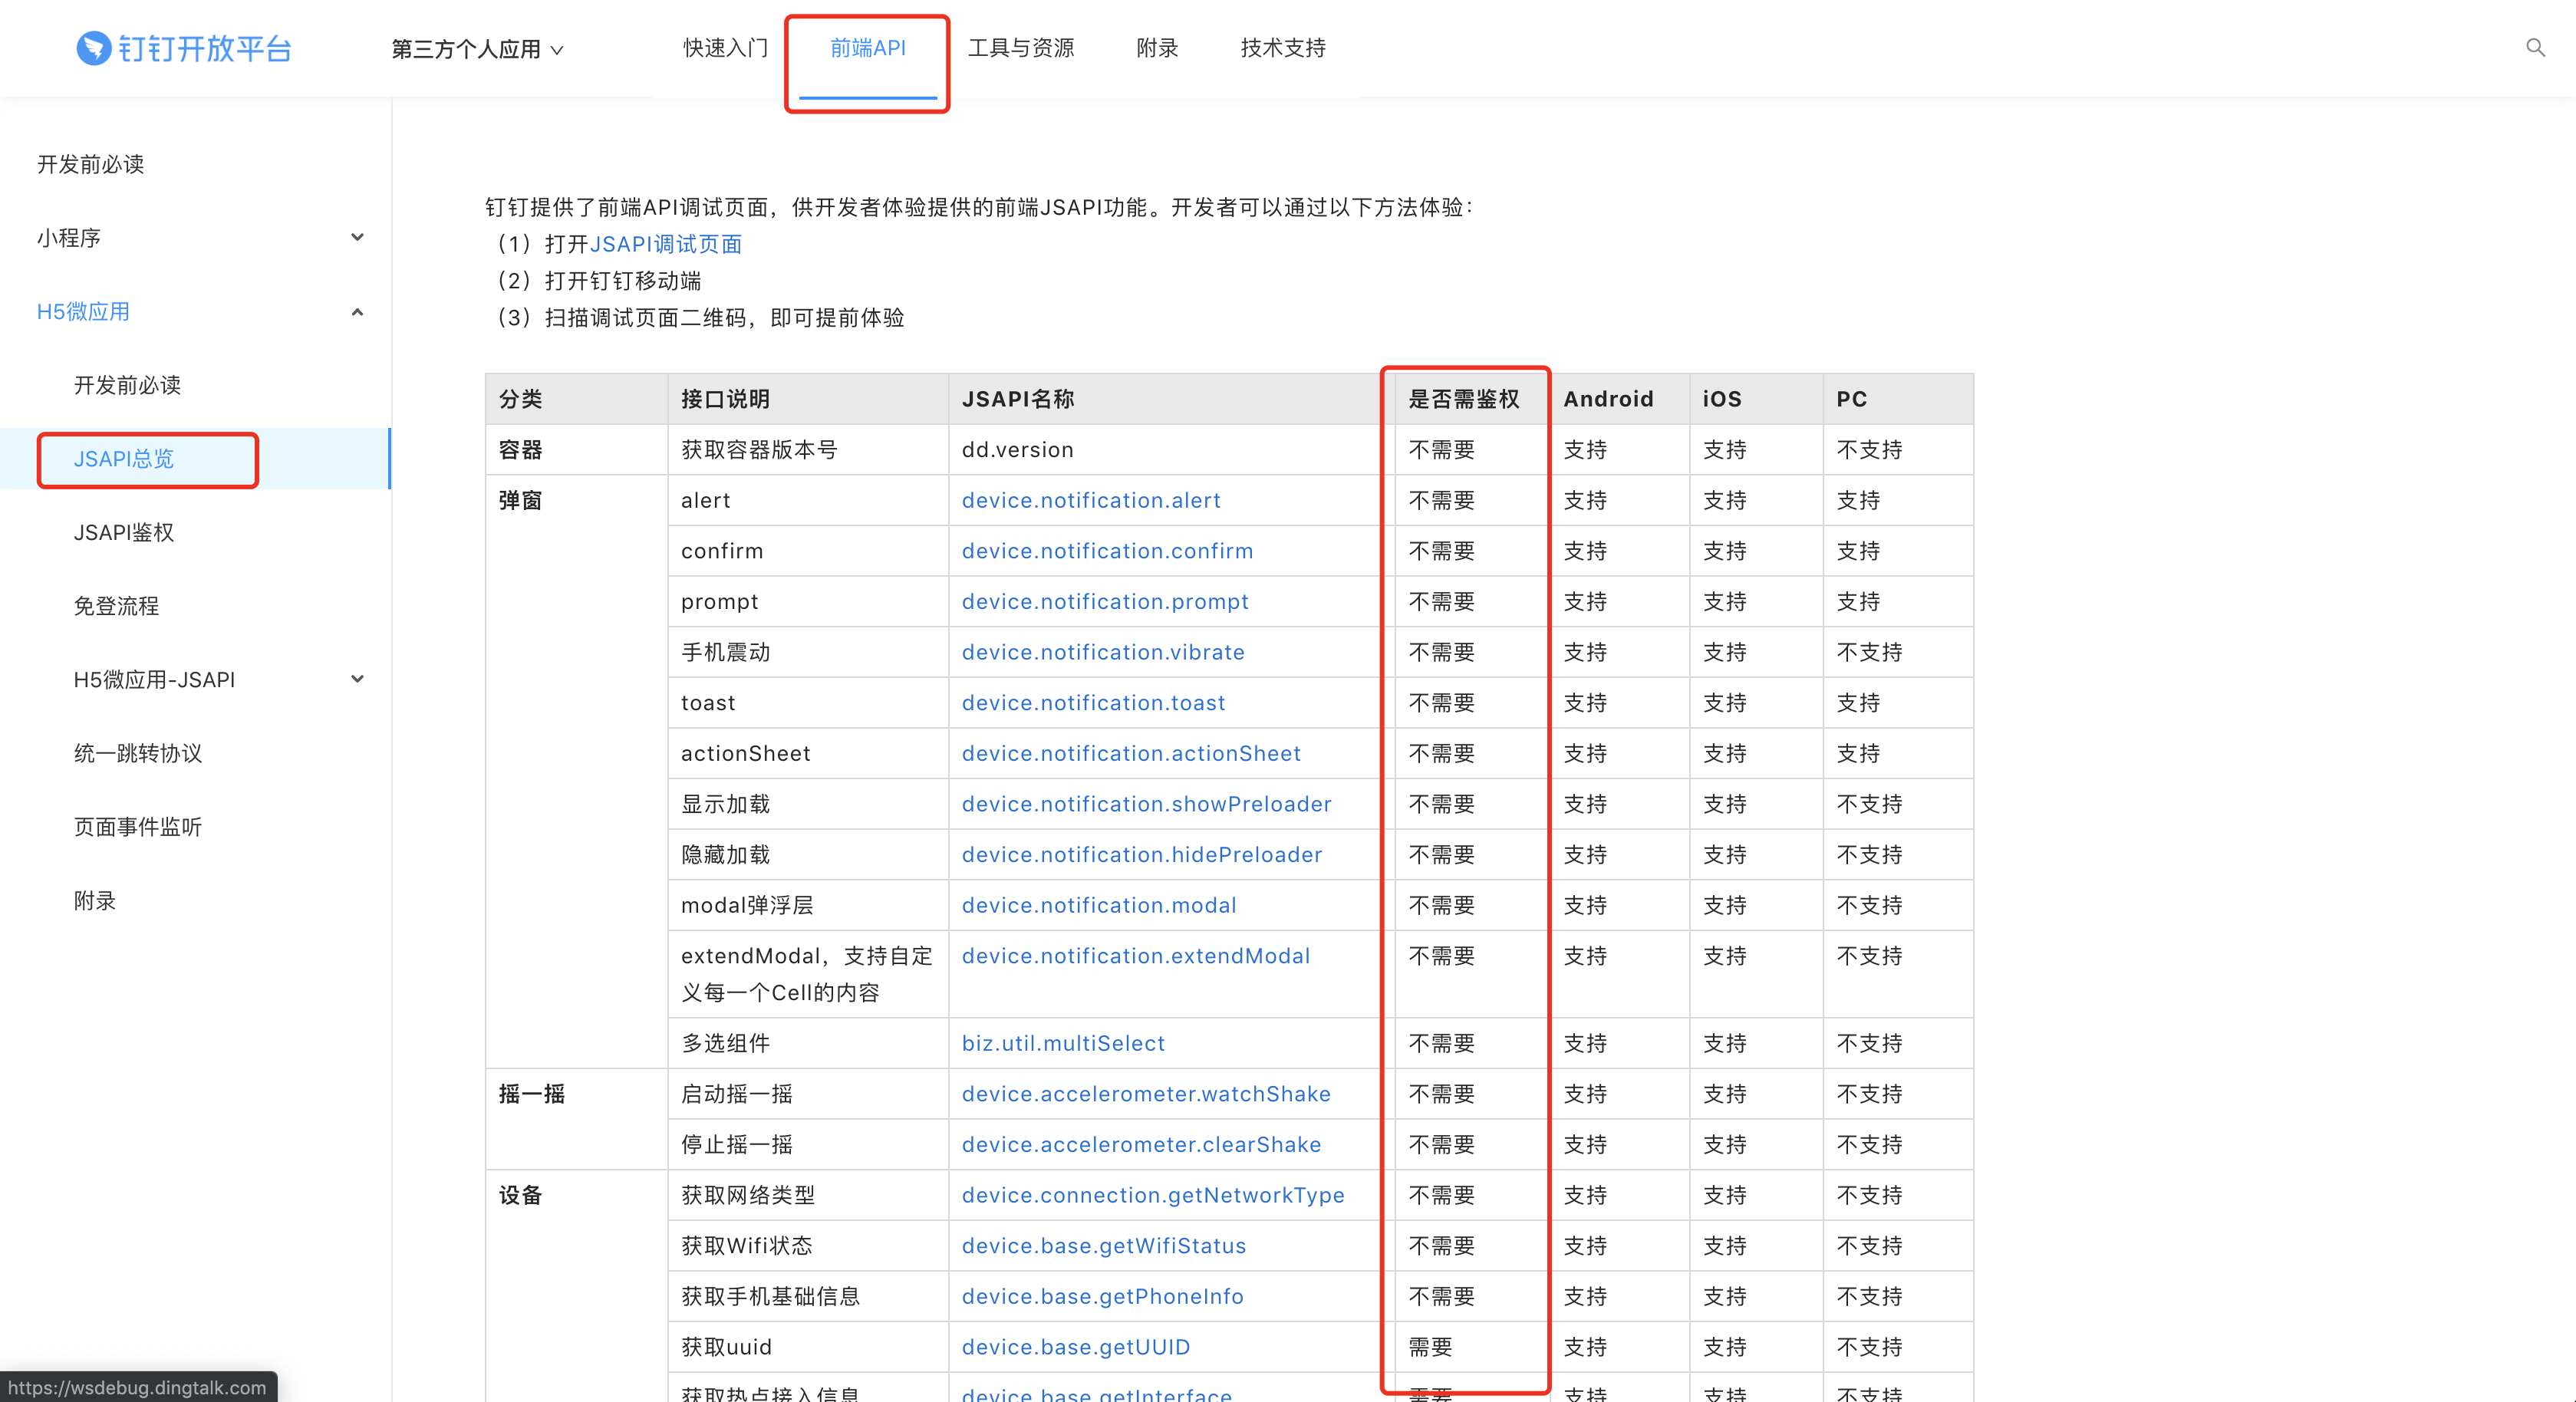 钉钉开放平台
第三方个人应用
快速入门
前端API
工具与资源
附录
技术支持
开发前必读
小程序
H5微应用
开发前必读
JSAPI总览
JSAPI鉴权
免登流程
H5微应用-JSAPI
统一跳转协议
页面事件监听
附录
钉钉提供了前端API调试页面，供开发者体验提供的前端JSAPI功能。开发者可以通过以下方法体验：
（1）打开JSAPI调试页面
（2）打开钉钉移动端
（3）扫描调试页面二维码，即可提前体验
分类 接口说明 JSAPI名称 是否需鉴权 Android iOS PC
容器 获取容器版本号 dd.version 不需要 支持 支持 不支持
弹窗 alert device.notification.alert 不需要 支持 支持 支持
confirm device.notification.confirm 不需要 支持 支持 支持
prompt device.notification.prompt 不需要 支持 支持 支持
手机震动 device.notification.vibrate 不需要 支持 支持 不支持
toast device.notification.toast 不需要 支持 支持 支持
actionSheet device.notification.actionSheet 不需要 支持 支持 支持
显示加载 device.notification.showPreloader 不需要 支持 支持 不支持
隐藏加载 device.notification.hidePreloader 不需要 支持 支持 不支持
modal弹浮层 device.notification.modal 不需要 支持 支持 不支持
extendModal，支持自定 device.notification.extendModal 不需要 支持 支持 不支持
义每一个Cell的内容
多选组件 biz.util.multiSelect 不需要 支持 支持 不支持
摇一摇 启动摇一摇 device.accelerometer.watchShake 不需要 支持 支持 不支持
停止摇一摇 device.accelerometer.clearShake 不需要 支持 支持 不支持
设备 获取网络类型 device.connection.getNetworkType 不需要 支持 支持 不支持
获取Wifi状态 device.base.getWifiStatus 不需要 支持 支持 不支持
获取手机基础信息 device.base.getPhoneInfo 不需要 支持 支持 不支持
获取uuid device.base.getUUID 需要 支持 支持 不支持
获取热点接入信息 device.base.getInterface 需要 支持 支持 不支持
https://wsdebug.dingtalk.com